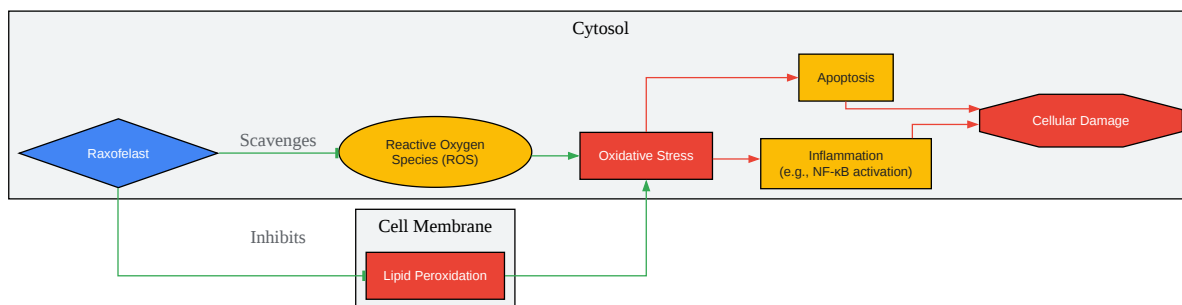 Cytosol
Apoptosis
Raxofelast
Scavenges
Reactive Oxygen
Species (ROS)
Oxidative Stress
Inflammation
(e.g., NF-κB activation)
Cellular Damage
Inhibits
Cell Membrane
Lipid Peroxidation